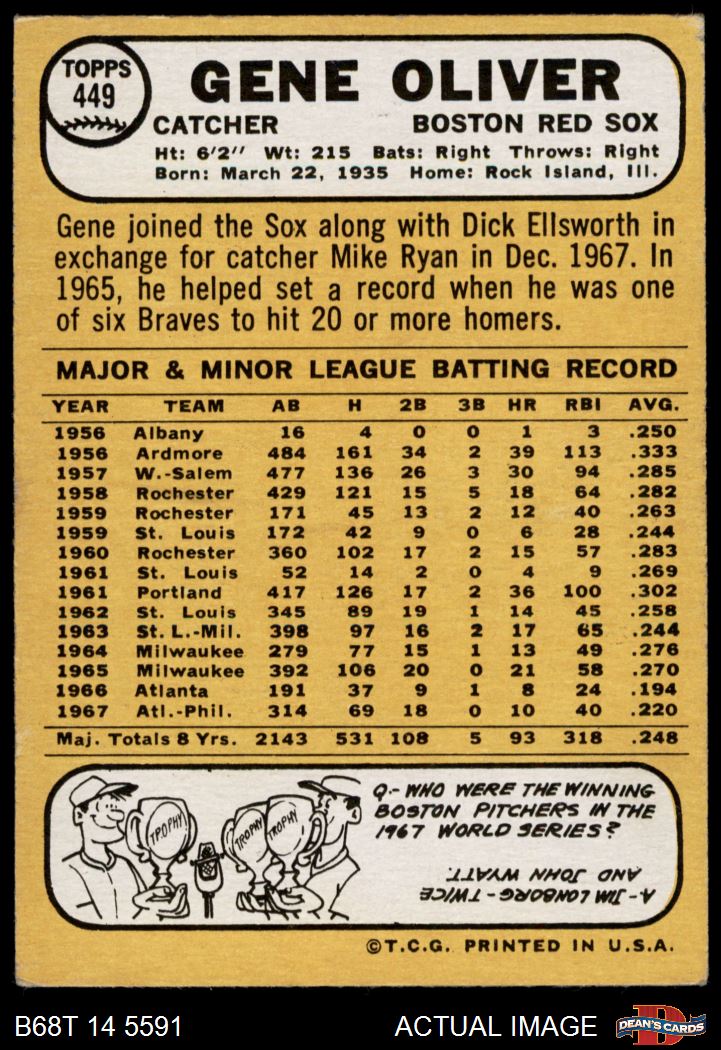 TOPPS
449
GENE OLIVER
CATCHER BOSTON RED SOX
Ht: 6'2" Wt: 215 Bats: Right Throws: Right
Born: March 22, 1935 Home: Rock Island, Ill.
Gene joined the Sox along with Dick Ellsworth in
exchange for catcher Mike Ryan in Dec. 1967. In
1965, he helped set a record when he was one
of six Braves to hit 20 or more homers.
MAJOR & MINOR LEAGUE BATTING RECORD
YEAR TEAM AB H 2B 3B HR RBI AVG.
1956 Albany 16 4 0 0 1 3 .250
1956 Ardmore 484 161 34 2 39 113 .333
1957 W.-Salem 477 136 26 3 30 94 .285
1958 Rochester 429 121 15 5 18 64 .282
1959 Rochester 171 45 13 2 12 40 .263
1959 St. Louis 172 42 9 0 6 28 .244
1960 Rochester 360 102 17 2 15 57 .283
1961 St. Louis 52 14 2 0 4 9 .269
1961 Portland 417 126 17 2 36 100 .302
1962 St. Louis 345 89 19 1 14 45 .258
1963 St. L.-Mil. 398 97 16 2 17 65 .244
1964 Milwaukee 279 77 15 1 13 49 .276
1965 Milwaukee 392 106 20 0 21 58 .270
1966 Atlanta 191 37 9 1 8 24 .194
1967 Atl.-Phil. 314 69 18 0 10 40 .220
Maj. Totals 8 Yrs. 2143 531 108 5 93 318 .248
TROPHY
TROPHY
TROPHY
Q-WHO WERE THE WINNING
BOSTON PITCHERS IN THE
1967 WORLD SERIES?
A-JIM LONBORG-TWICE
AND JOHN WYATT.
©T.C.G. PRINTED IN U.S.A.
B68T 14 5591 ACTUAL IMAGE
D
DEAN'S CARDS